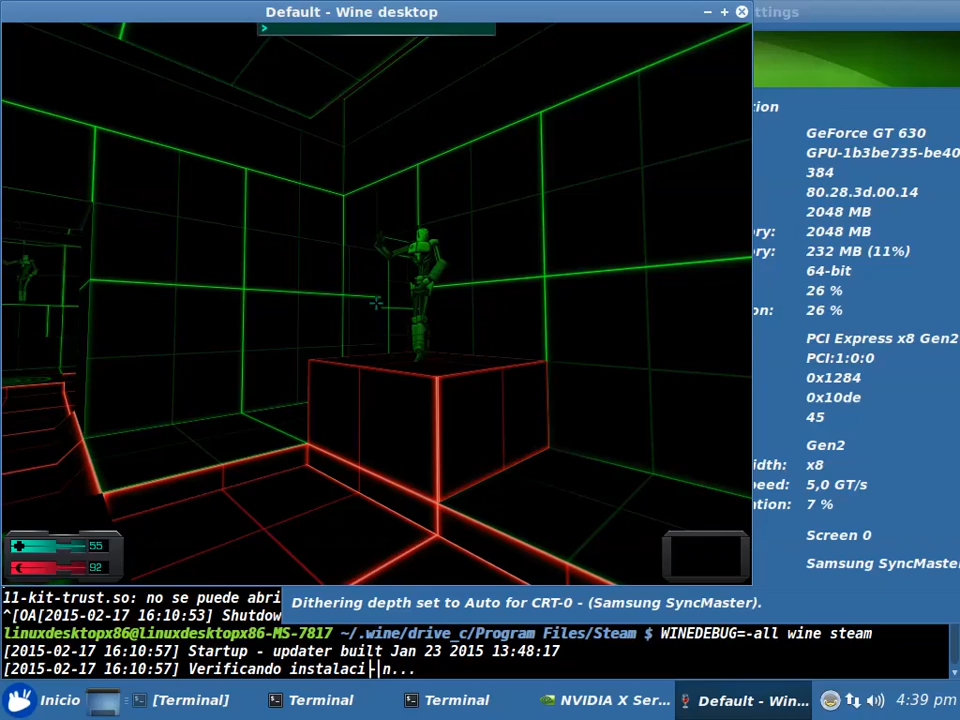 Default - Wine desktop
ttings
>
tion
GeForce GT 630
GPU-1b3be735-be40
384
80.28.3d.00.14
2048 MB
ry: 2048 MB
ry: 232 MB (11%)
64-bit
26 %
on: 26 %
PCI Express x8 Gen2
PCI:1:0:0
0x1284
0x10de
45
Gen2
idth: x8
peed: 5,0 GT/s
ation: 7 %
Screen 0
Samsung SyncMaster
55
92
11-kit-trust.so: no se puede abri
^[OA[2015-02-17 16:10:53] Shutdow
Dithering depth set to Auto for CRT-0 - (Samsung SyncMaster).
linuxdesktopx86@linuxdesktopx86-MS-7817 ~/.wine/drive_c/Program Files/Steam $ WINEDEBUG=-all wine steam
[2015-02-17 16:10:57] Startup - updater built Jan 23 2015 13:48:17
[2015-02-17 16:10:57] Verificando instalaci├│n...
Inicio
[Terminal]
Terminal
Terminal
NVIDIA X Ser...
Default - Win...
4:39 pm